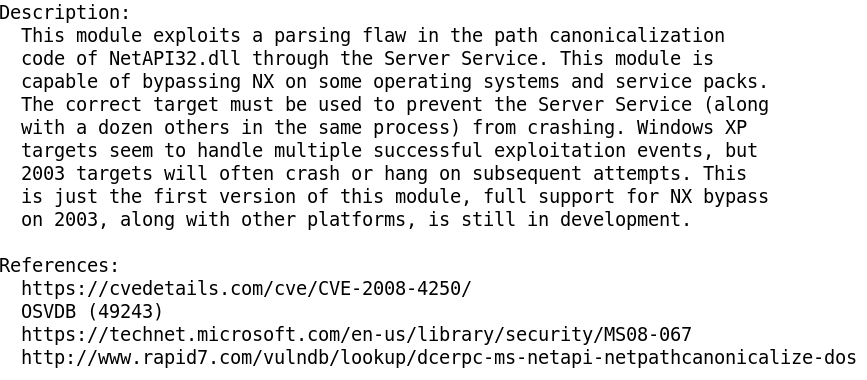 Description:
This module exploits a parsing flaw in the path canonicalization
code of NetAPI32.dll through the Server Service. This module is
capable of bypassing NX on some operating systems and service packs.
The correct target must be used to prevent the Server Service (along
with a dozen others in the same process) from crashing. Windows XP
targets seem to handle multiple successful exploitation events, but
2003 targets will often crash or hang on subsequent attempts. This
is just the first version of this module, full support for NX bypass
on 2003, along with other platforms, is still in development.
References:
https://cvedetails.com/cve/CVE-2008-4250/
OSVDB (49243)
https://technet.microsoft.com/en-us/library/security/MS08-067
http://www.rapid7.com/vulndb/lookup/dcerpc-ms-netapi-netpathcanonicalize-dos